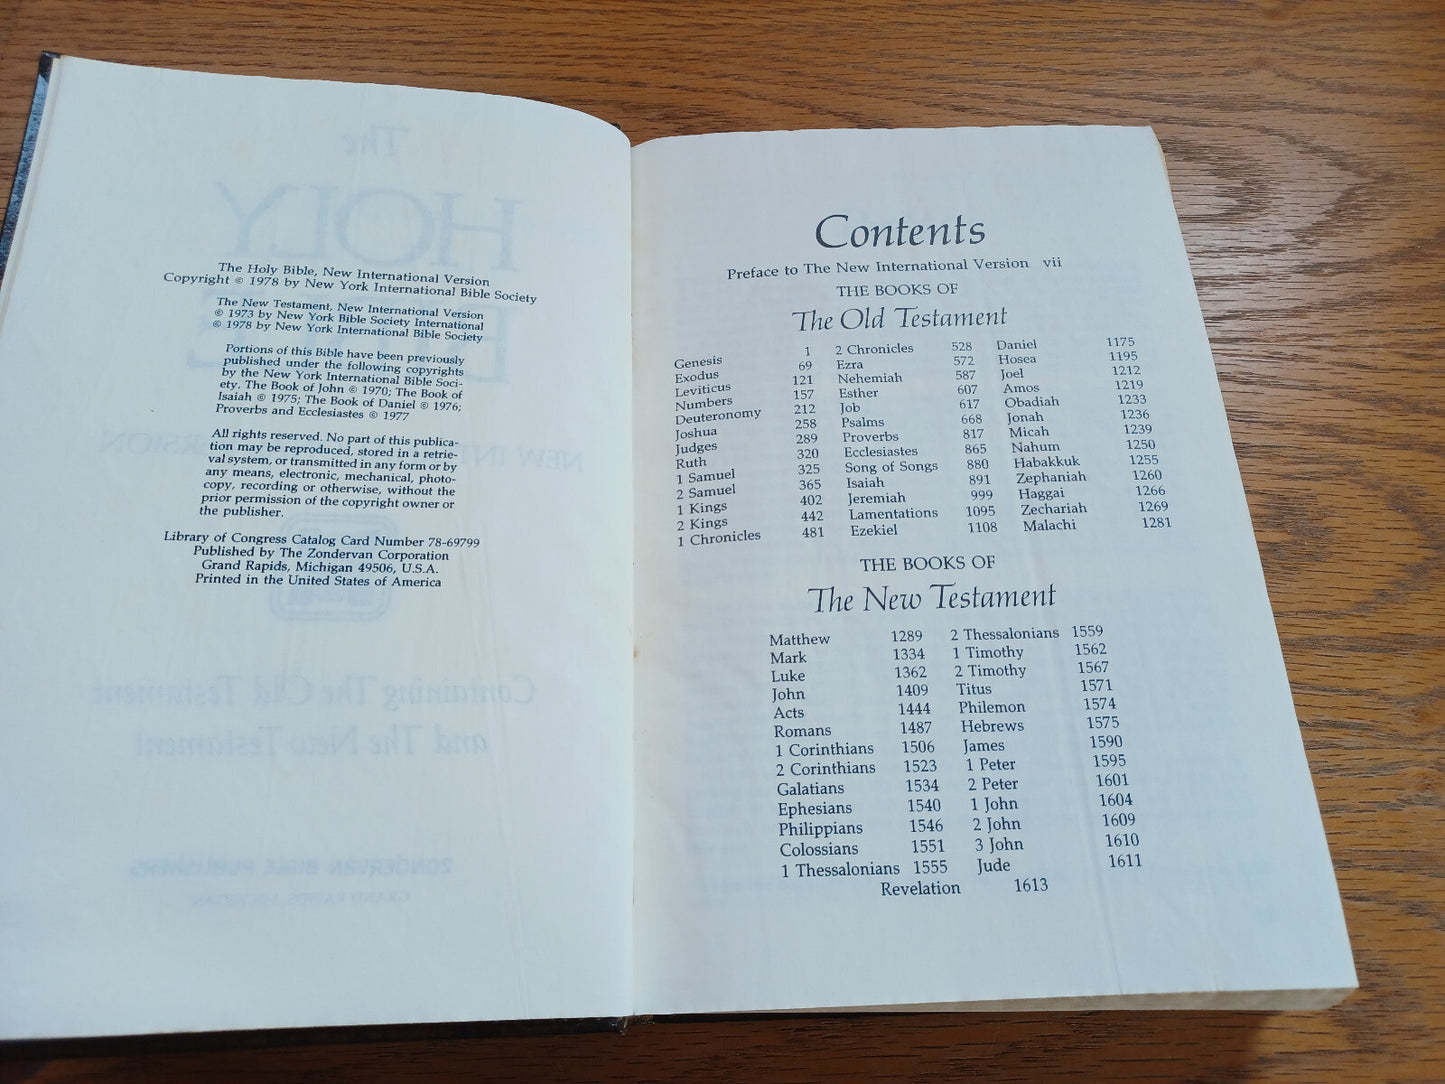 The Holy Bible, New International Version
Copyright © 1978 by New York International Bible Society
The New Testament, New International Version
© 1973 by New York Bible Society International
© 1978 by New York International Bible Society
Portions of this Bible have been previously
published under the following copyrights
by the New York International Bible Soci-
ety. The Book of John © 1970; The Book of
Isaiah © 1975; The Book of Daniel © 1976;
Proverbs and Ecclesiastes © 1977
All rights reserved. No part of this publica-
tion may be reproduced, stored in a retrie-
val system, or transmitted in any form or by
any means, electronic, mechanical, photo-
copy, recording or otherwise, without the
prior permission of the copyright owner or
the publisher.
Library of Congress Catalog Card Number 78-69799
Published by The Zondervan Corporation
Grand Rapids, Michigan 49506, U.S.A.
Printed in the United States of America
Contents
Preface to The New International Version vii
THE BOOKS OF
The Old Testament
Genesis 1
Exodus 69
Leviticus 121
Numbers 157
Deuteronomy 212
Joshua 258
Judges 289
Ruth 320
1 Samuel 325
2 Samuel 365
1 Kings 402
2 Kings 442
1 Chronicles 481
2 Chronicles 528
Ezra 572
Nehemiah 587
Esther 607
Job 617
Psalms 668
Proverbs 817
Ecclesiastes 865
Song of Songs 880
Isaiah 891
Jeremiah 999
Lamentations 1095
Ezekiel 1108
Daniel 1175
Hosea 1195
Joel 1212
Amos 1219
Obadiah 1233
Jonah 1236
Micah 1239
Nahum 1250
Habakkuk 1255
Zephaniah 1260
Haggai 1266
Zechariah 1269
Malachi 1281
THE BOOKS OF
The New Testament
Matthew 1289
Mark 1334
Luke 1362
John 1409
Acts 1444
Romans 1487
1 Corinthians 1506
2 Corinthians 1523
Galatians 1534
Ephesians 1540
Philippians 1546
Colossians 1551
1 Thessalonians 1555
2 Thessalonians 1559
1 Timothy 1562
2 Timothy 1567
Titus 1571
Philemon 1574
Hebrews 1575
James 1590
1 Peter 1595
2 Peter 1601
1 John 1604
2 John 1609
3 John 1610
Jude 1611
Revelation 1613